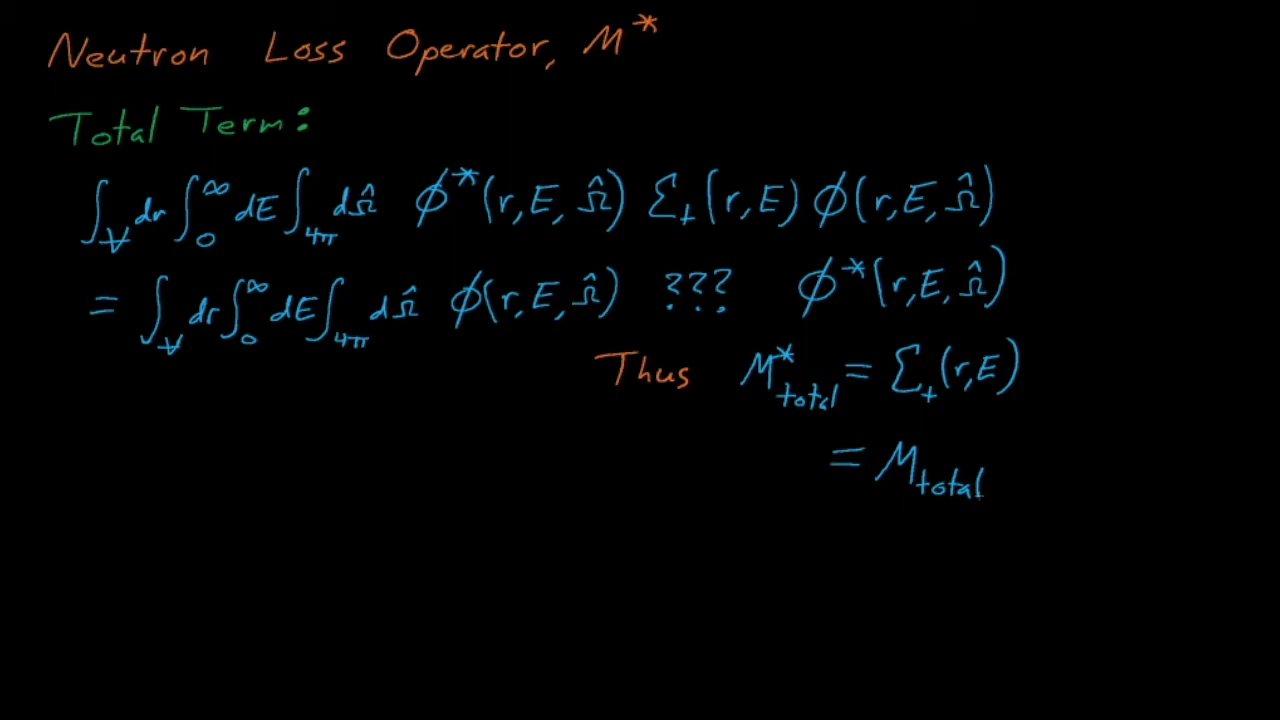 Neutron Loss Operator, M*
Total Term:
∫_V dr ∫_0^∞ dE ∫_4π dΩ̂ ϕ*(r, E, Ω̂) Σ_t(r, E) ϕ(r, E, Ω̂)
= ∫_V dr ∫_0^∞ dE ∫_4π dΩ̂ ϕ(r, E, Ω̂) ??? ϕ*(r, E, Ω̂)
Thus M*_total = Σ_t(r, E)
= M_total